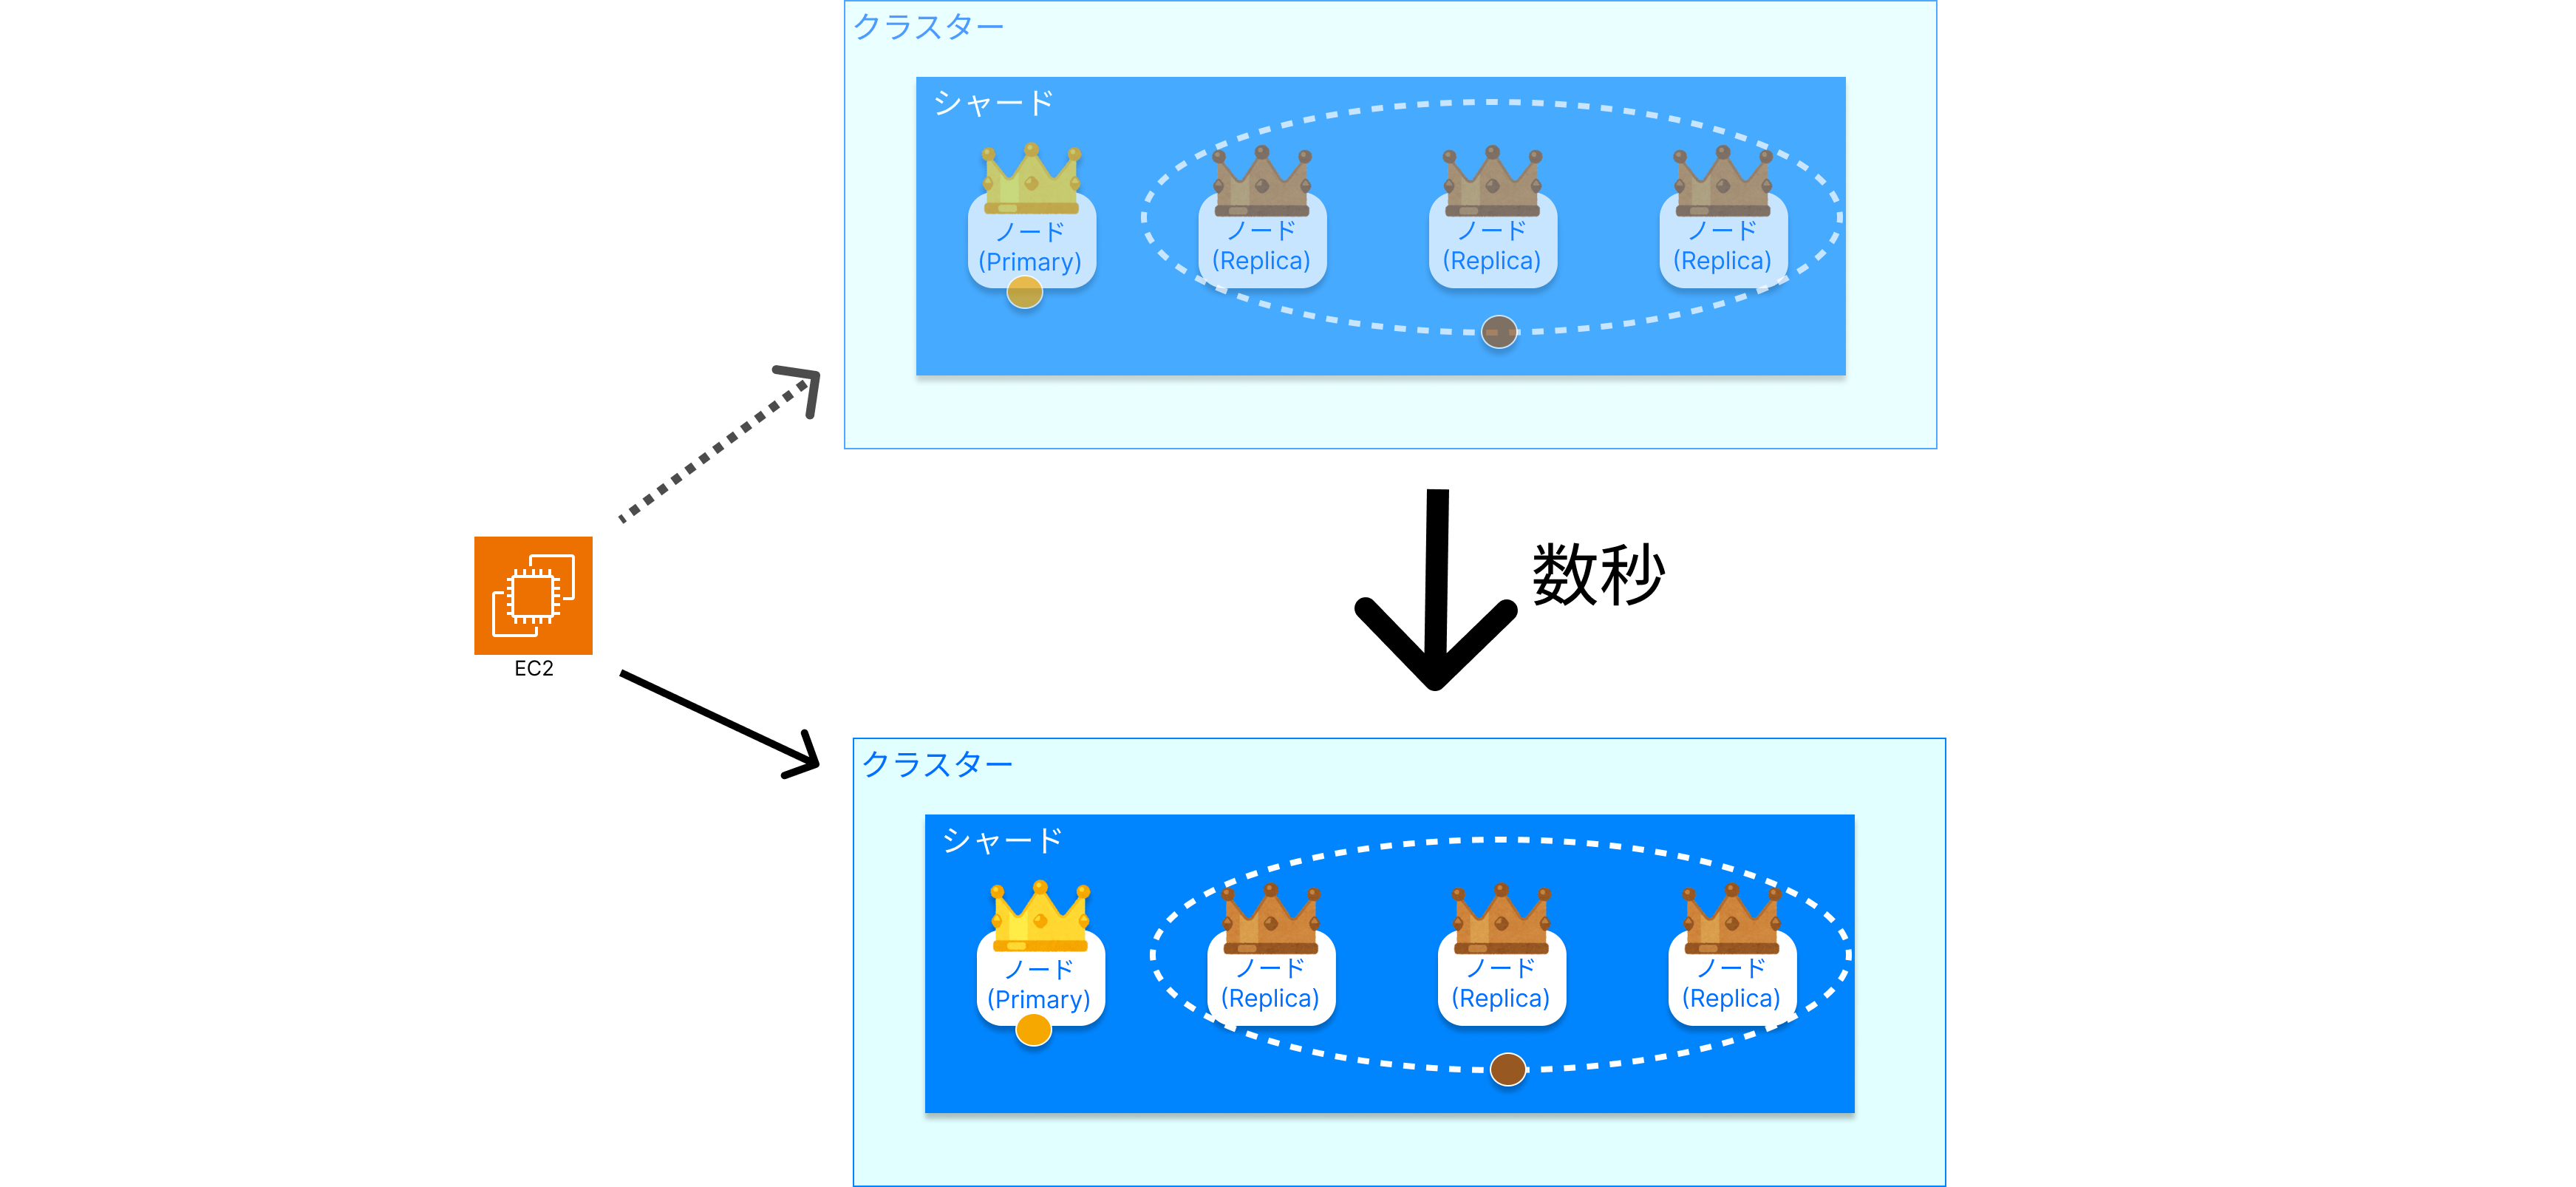 クラスター
シャード
ノード
(Primary)
ノード
(Replica)
ノード
(Replica)
ノード
(Replica)
数秒
EC2
クラスター
シャード
ノード
(Primary)
ノード
(Replica)
ノード
(Replica)
ノード
(Replica)